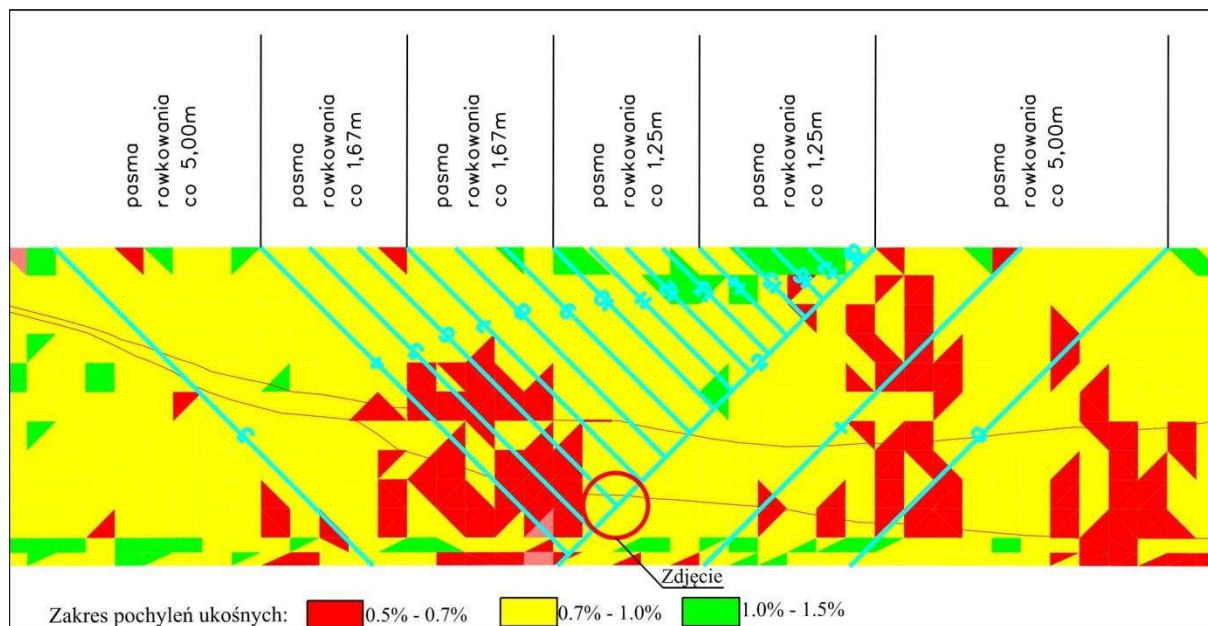 pasma
rowkowania
co 5,00m
pasma
rowkowania
co 1,67m
pasma
rowkowania
co 1,67m
pasma
rowkowania
co 1,25m
pasma
rowkowania
co 1,25m
pasma
rowkowania
co 5,00m
Zdjęcie
Zakres pochyleń ukośnych:
0.5% - 0.7%
0.7% - 1.0%
1.0% - 1.5%